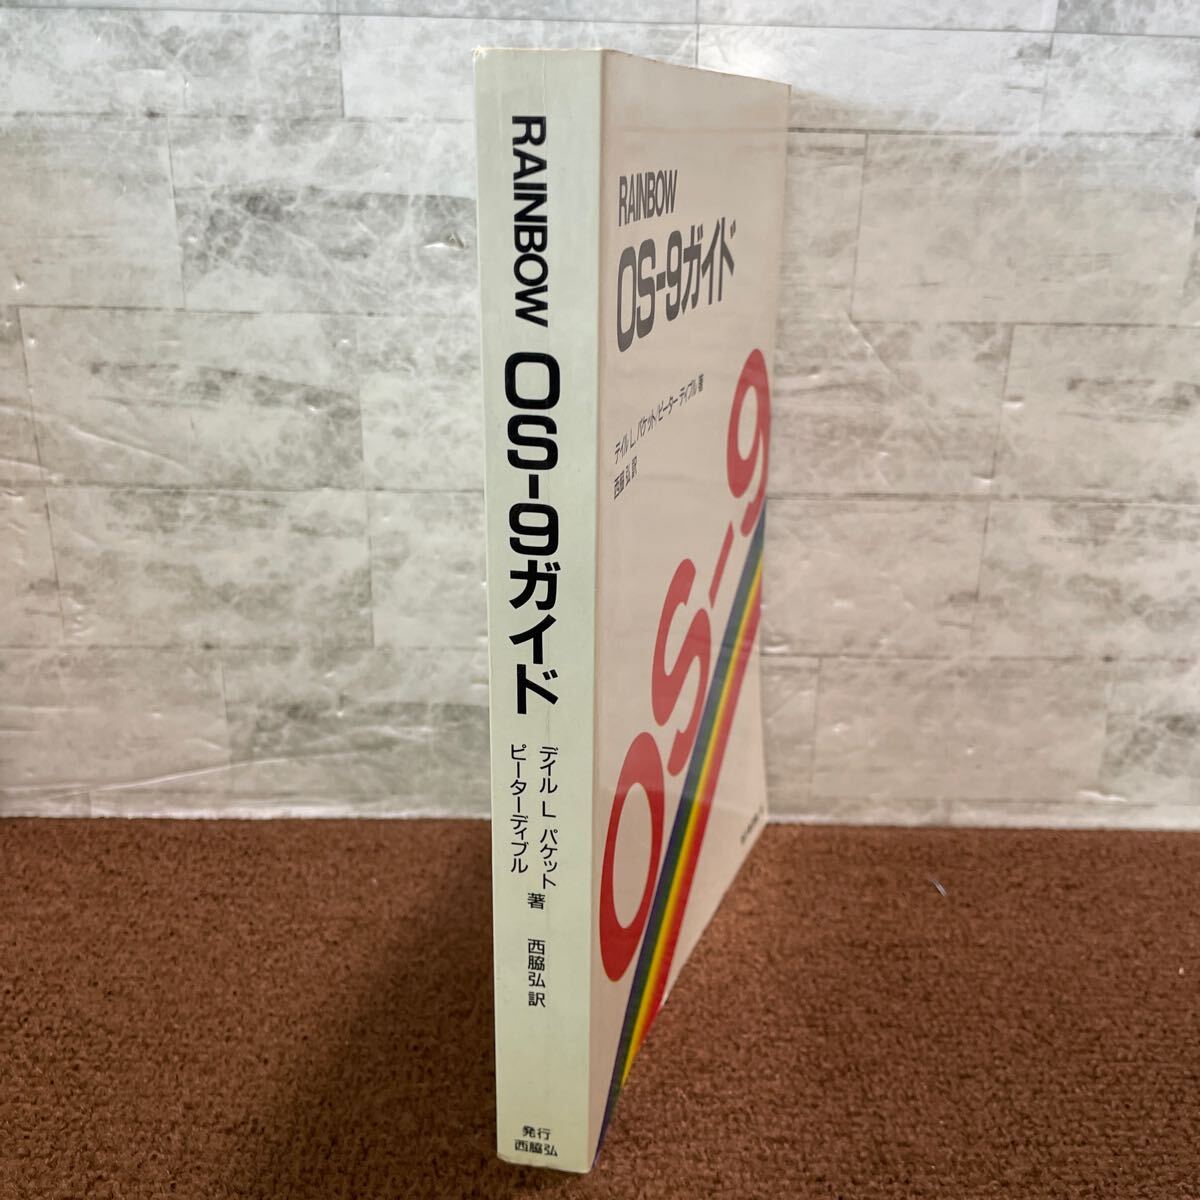 RAINBOW OS-9ガイド
デイル L パケット
ピーターディブル
著
西脇弘 訳
発行
西脇弘
RAINBOW
OS-9ガイド
デイル L. パケット/ピーター ディブル 著
西脇 弘 訳
OS-9